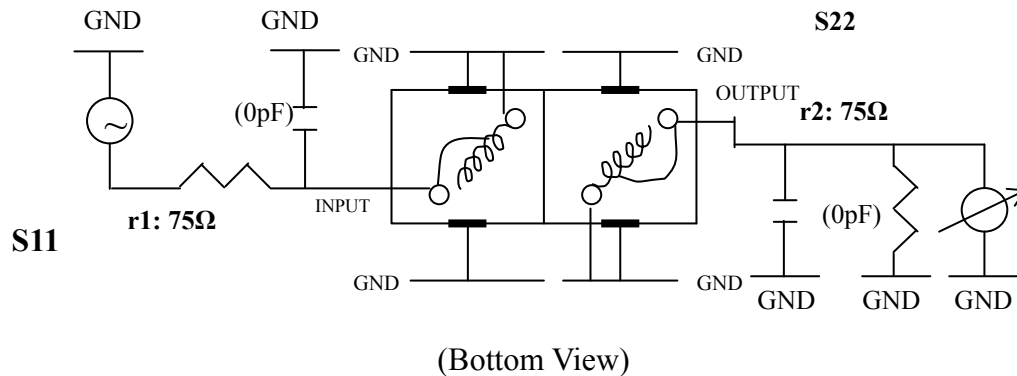 GND
GND
S22
GND
GND
OUTPUT
(0pF)
r2: 75Ω
INPUT
r1: 75Ω
(0pF)
S11
GND
GND
GND
GND
GND
(Bottom View)